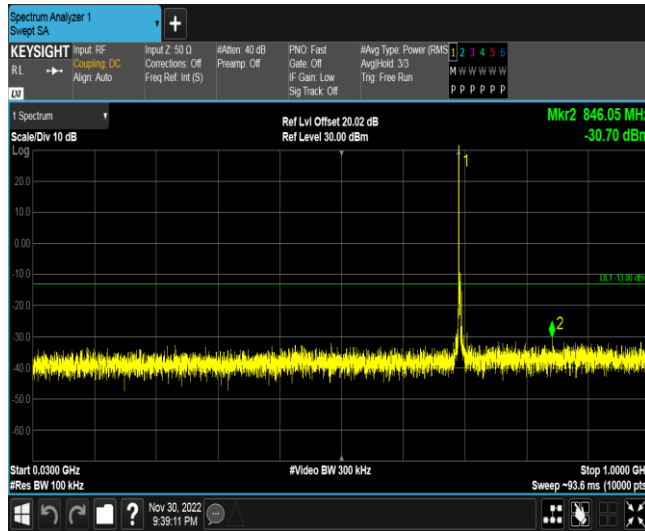 Spectrum Analyzer 1
Swept SA
+
KEYSIGHT
RL
LXI
Input: RF
Coupling: DC
Align: Auto
Input Z: 50 Ω
Corrections: Off
Freq Ref: Int (S)
#Atten: 40 dB
Preamp: Off
PNO: Fast
Gate: Off
IF Gain: Low
Sig Track: Off
#Avg Type: Power (RMS
Avg|Hold: 3/3
Trig: Free Run
1 2 3 4 5 6
M W W W W W
P P P P P P
1 Spectrum
Scale/Div 10 dB
Ref Lvl Offset 20.02 dB
Ref Level 30.00 dBm
Mkr2 846.05 MHz
-30.70 dBm
Log
1
20.0
10.0
0.00
-10.0
DL1 -13.00 dBm
-20.0
-30.0
2
-40.0
-50.0
-60.0
Start 0.0300 GHz
#Res BW 100 kHz
#Video BW 300 kHz
Stop 1.0000 GH
Sweep ~93.6 ms (10000 pts
?
Nov 30, 2022
9:39:11 PM